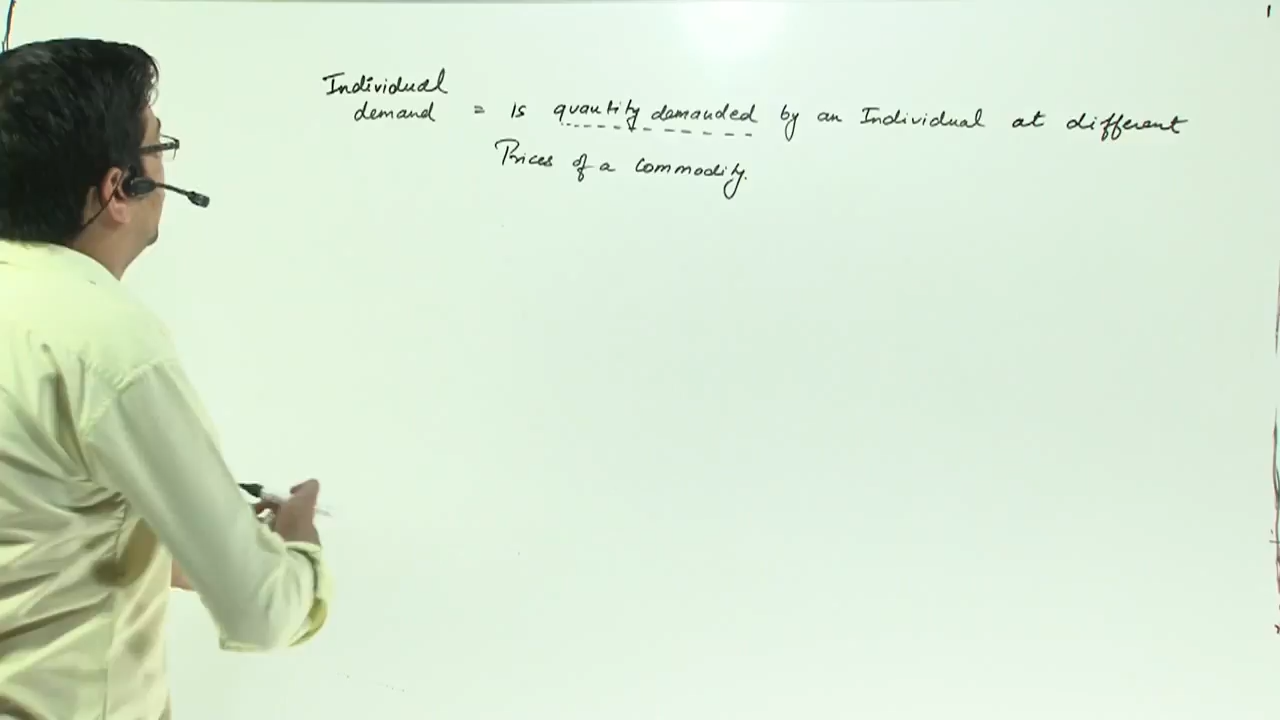 Individual
demand = is quantity demanded by an Individual at different
Prices of a commodity.